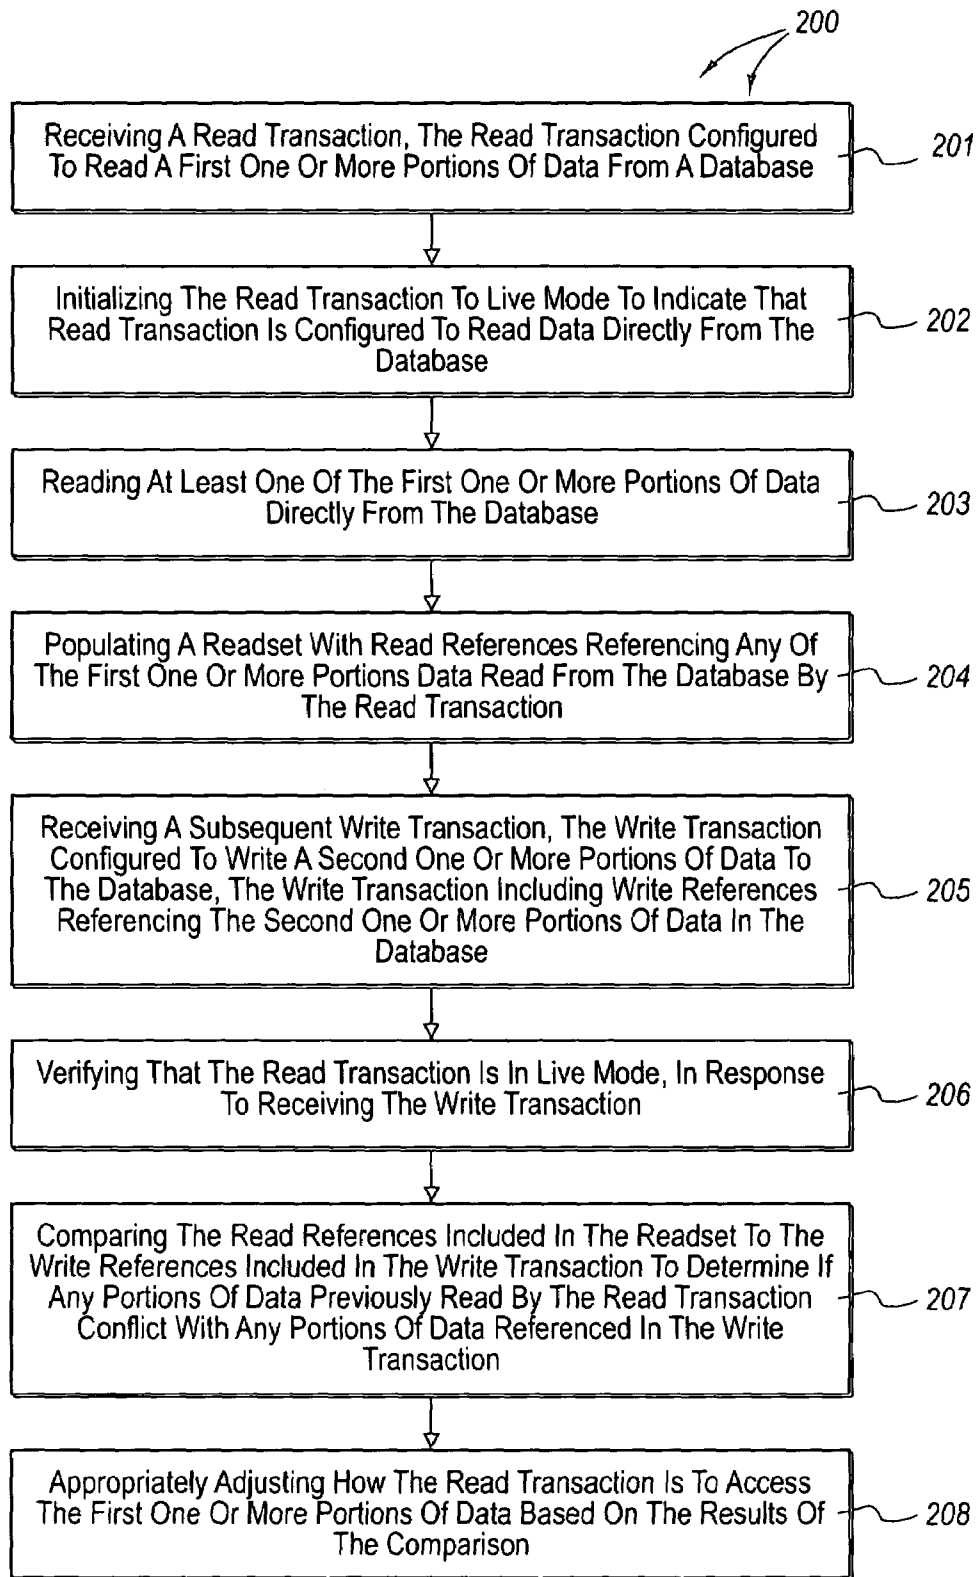 200
Receiving A Read Transaction, The Read Transaction Configured
To Read A First One Or More Portions Of Data From A Database
201
Initializing The Read Transaction To Live Mode To Indicate That
Read Transaction Is Configured To Read Data Directly From The
Database
202
Reading At Least One Of The First One Or More Portions Of Data
Directly From The Database
203
Populating A Readset With Read References Referencing Any Of
The First One Or More Portions Data Read From The Database By
The Read Transaction
204
Receiving A Subsequent Write Transaction, The Write Transaction
Configured To Write A Second One Or More Portions Of Data To
The Database, The Write Transaction Including Write References
Referencing The Second One Or More Portions Of Data In The
Database
205
Verifying That The Read Transaction Is In Live Mode, In Response
To Receiving The Write Transaction
206
Comparing The Read References Included In The Readset To The
Write References Included In The Write Transaction To Determine If
Any Portions Of Data Previously Read By The Read Transaction
Conflict With Any Portions Of Data Referenced In The Write
Transaction
207
Appropriately Adjusting How The Read Transaction Is To Access
The First One Or More Portions Of Data Based On The Results Of
The Comparison
208